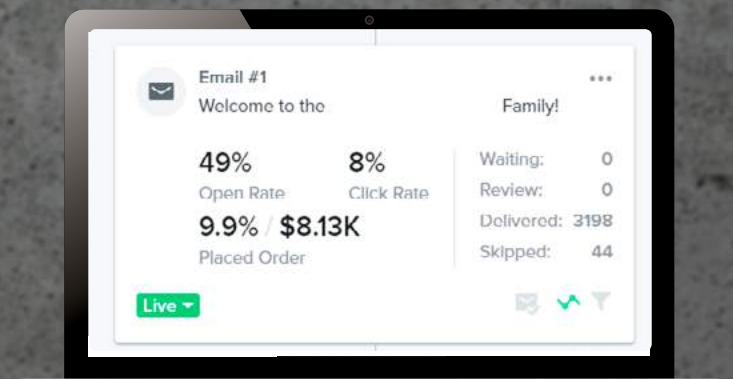 Email #1
Welcome to the Family!
49% 8%
Open Rate Click Rate
9.9% / $8.13K
Placed Order
Waiting: 0
Review: 0
Delivered: 3198
Skipped: 44
Live